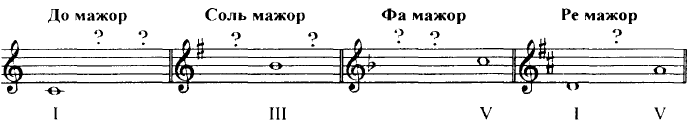 До мажор Соль мажор Фа мажор Ре мажор
? ? ? ? ? ? ?
I III V I V